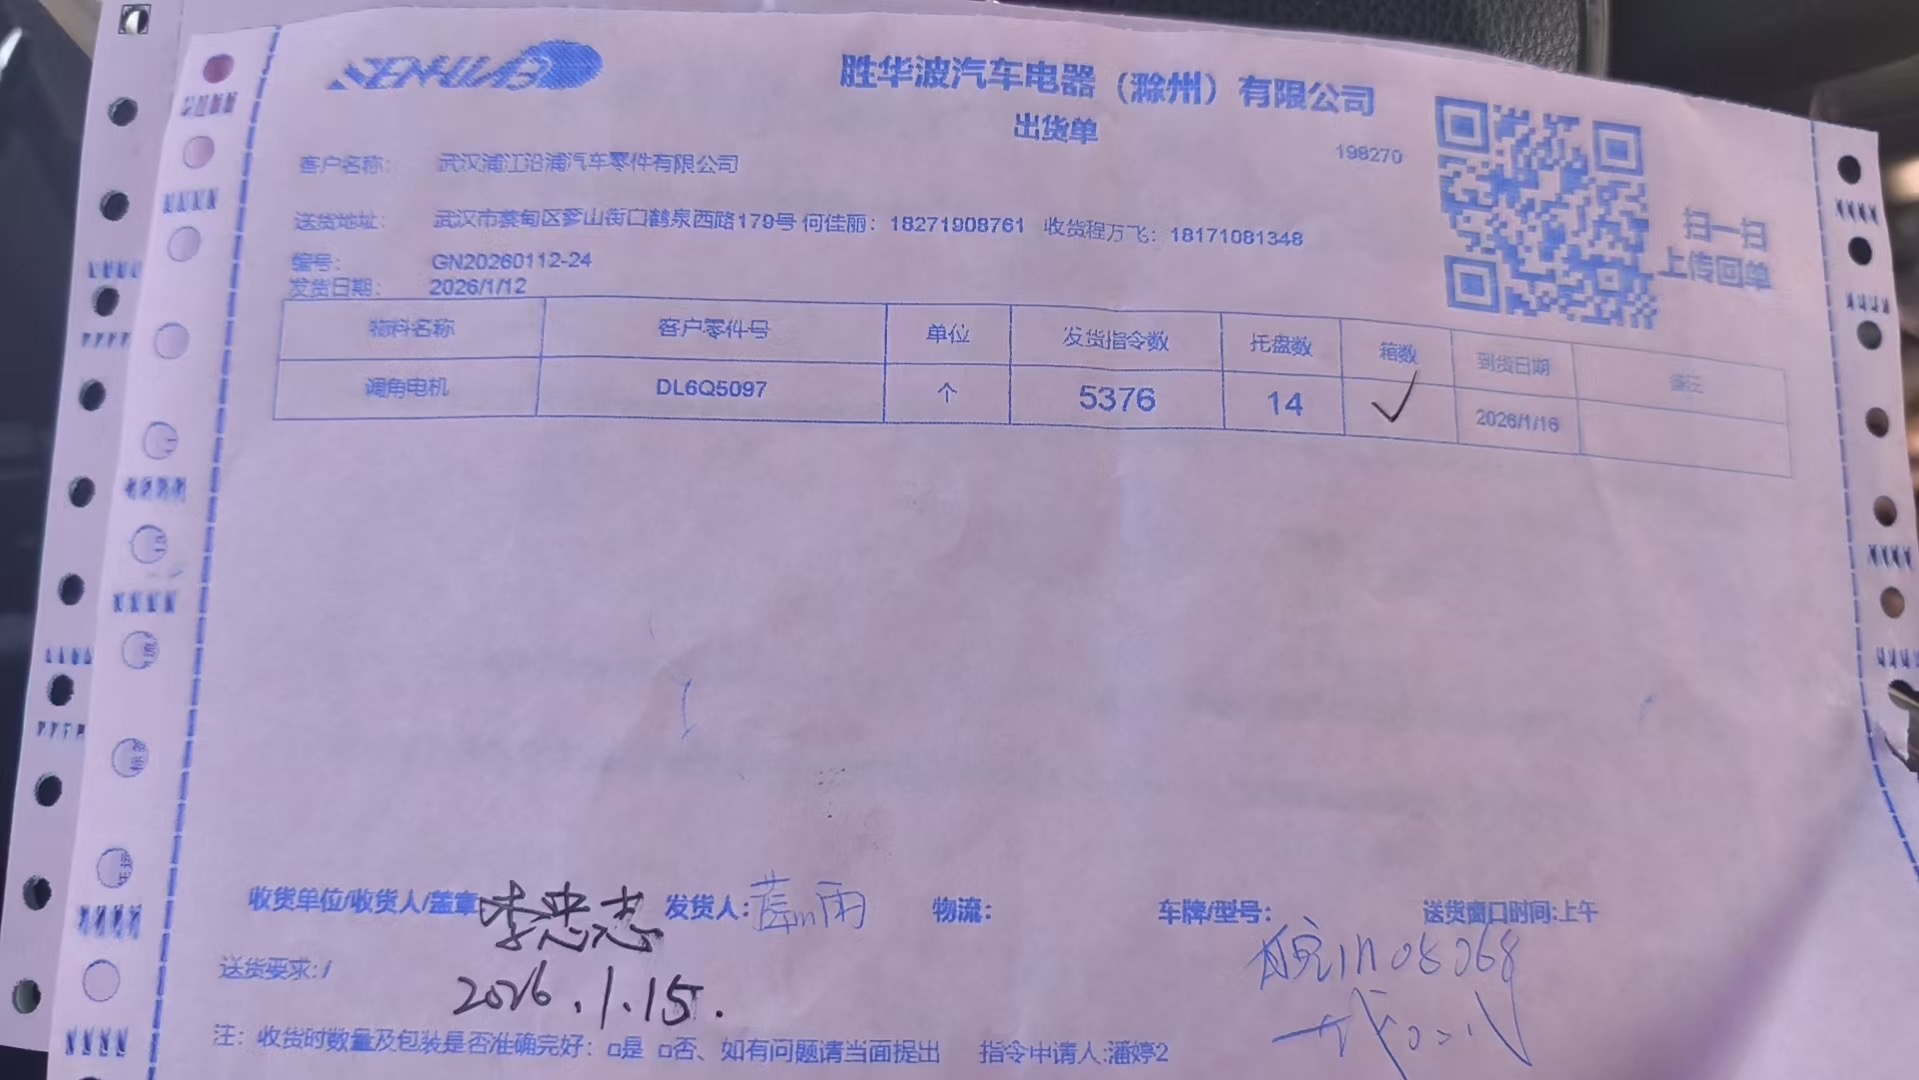 SENHWEB
胜华波汽车电器（滁州）有限公司
出货单
198270
客户名称： 武汉浦江沿浦汽车零件有限公司
扫一扫
上传回单
送货地址： 武汉市蔡甸区奓山街口鹤泉西路179号 何佳丽：18271908761 收货程万飞：18171081348
编号： GN20260112-24
发货日期： 2026/1/12
物料名称 客户零件号 单位 发货指令数 托盘数 箱数 到货日期 备注
调角电机 DL6Q5097 个 5376 14 ✓ 2026/1/16
收货单位/收货人/盖章 李忠志 发货人： 物流： 车牌/型号： 送货窗口时间:上午
送货要求:/
2026.1.15.
注：收货时数量及包装是否准确完好：□是 □否、如有问题请当面提出 指令申请人:潘婷2